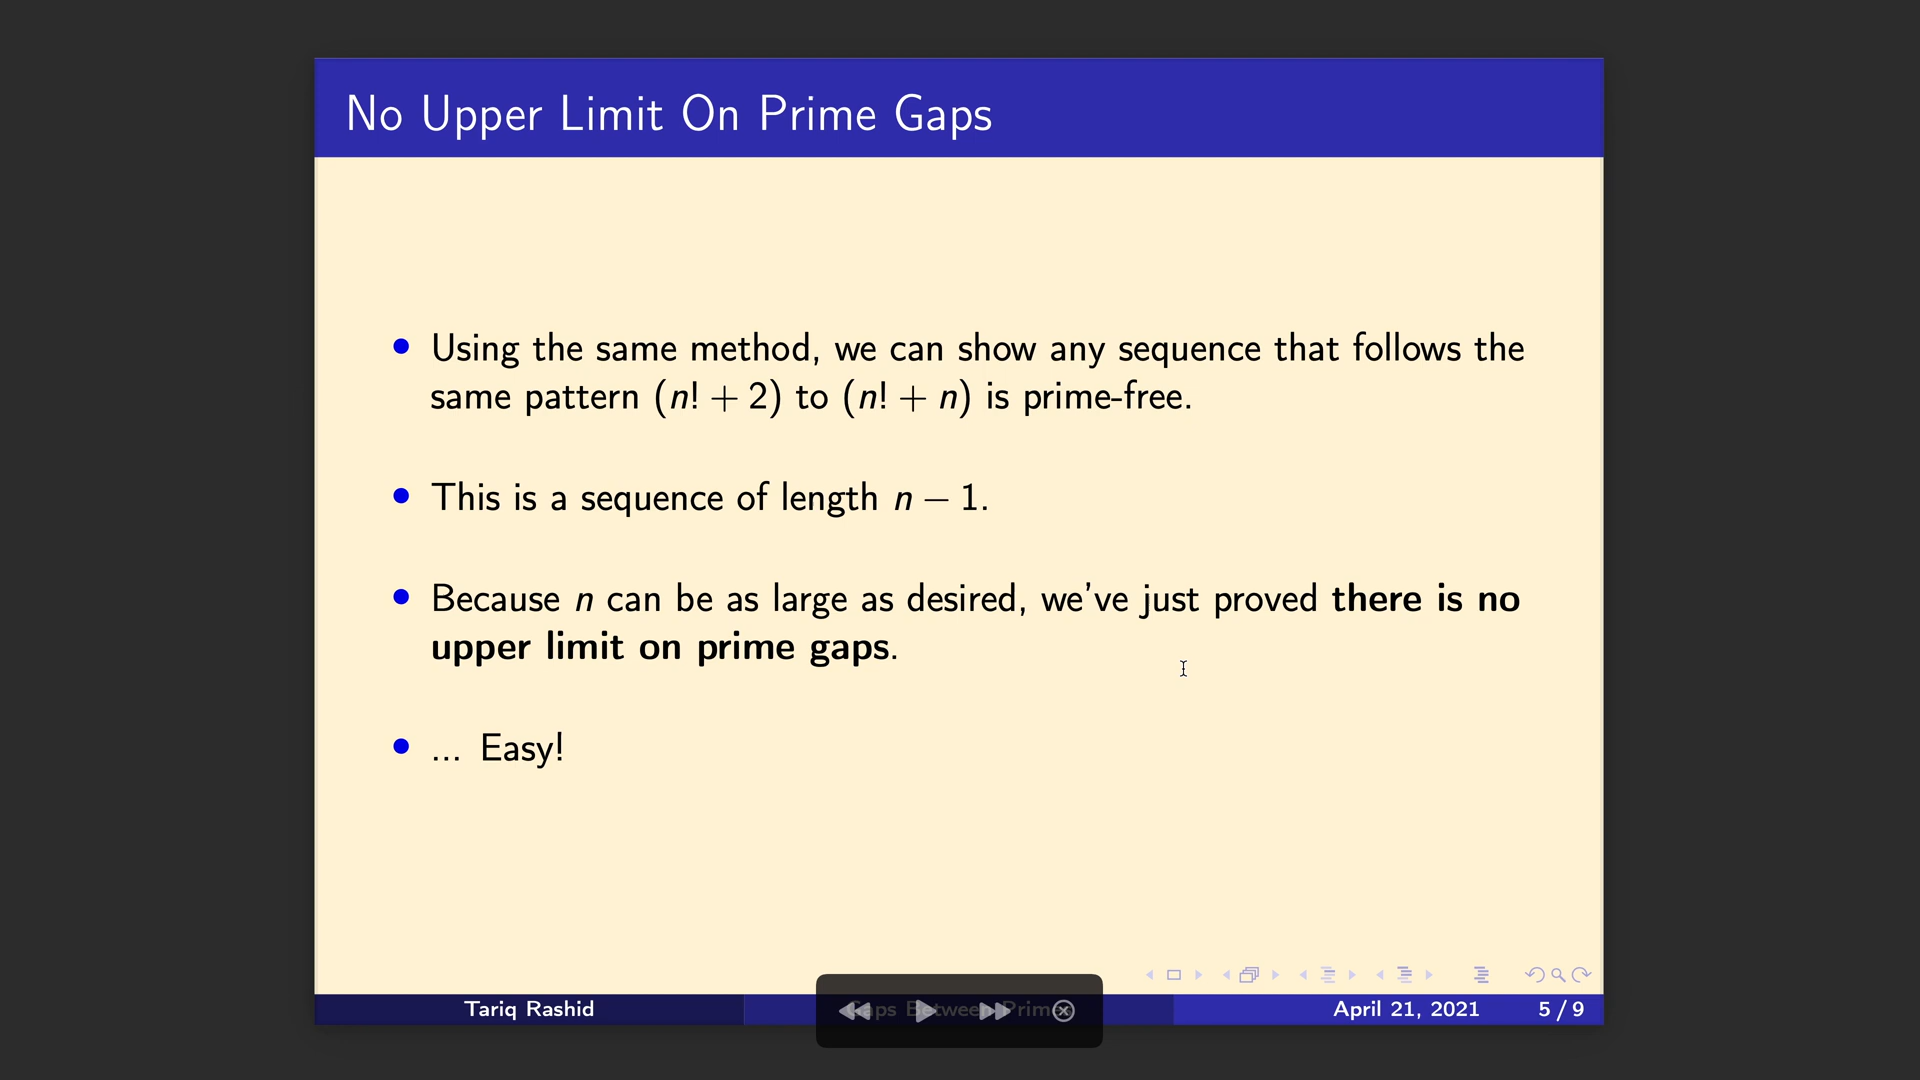 No Upper Limit On Prime Gaps
• Using the same method, we can show any sequence that follows the
same pattern (n! + 2) to (n! + n) is prime-free.
• This is a sequence of length n − 1.
• Because n can be as large as desired, we’ve just proved there is no
upper limit on prime gaps.
• ... Easy!
Tariq Rashid
Gaps Between Primes
April 21, 2021
5 / 9